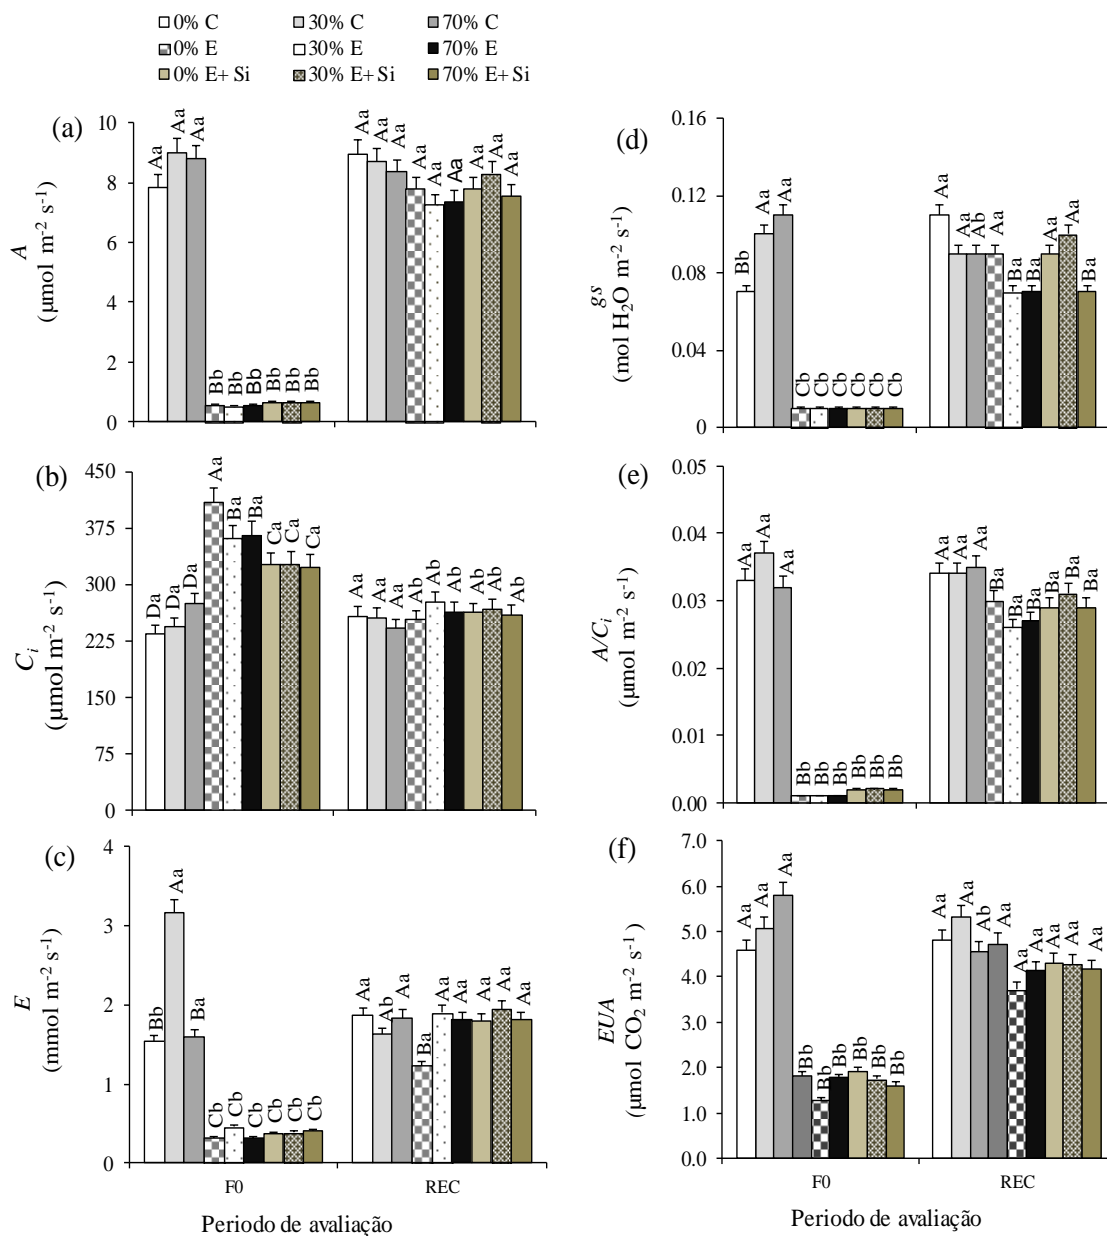 0% C 30% C 70% C
0% E 30% E 70% E
0% E+ Si 30% E+Si 70% E+Si
(a)
A
(µmol m-2 s-1)
10
8
6
4
2
0
Aa Aa Aa Bb Bb Bb Bb Bb Bb
Aa Aa Aa Aa Aa Aa Aa Aa Aa
(b)
Ci
(µmol m-2 s-1)
450
375
300
225
150
75
0
Da Da Da Aa Ba Ba Ca Ca Ca
Aa Aa Aa Ab Ab Ab Ab Ab Ab
(c)
E
(mmol m-2 s-1)
4
3
2
1
0
Bb Aa Ba Cb Cb Cb Cb Cb Cb
Aa Ab Aa Ba Aa Aa Aa Aa Aa
F0 REC
Periodo de avaliação
(d)
gs
(mol H2O m-2 s-1)
0.16
0.12
0.08
0.04
0
Bb Aa Aa Cb Cb Cb Cb Cb Cb
Aa Aa Ab Aa Ba Ba Aa Aa Ba
(e)
A/Ci
(µmol m-2 s-1)
0.05
0.04
0.03
0.02
0.01
0.00
Aa Aa Aa Bb Bb Bb Bb Bb Bb
Aa Aa Aa Ba Ba Ba Ba Ba Ba
(f)
EUA
(µmol CO2 m-2 s-1)
7.0
6.0
5.0
4.0
3.0
2.0
1.0
0.0
Aa Aa Aa Bb Bb Bb Bb Bb Bb
Aa Aa Ab Aa Aa Aa Aa Aa Aa
F0 REC
Periodo de avaliação